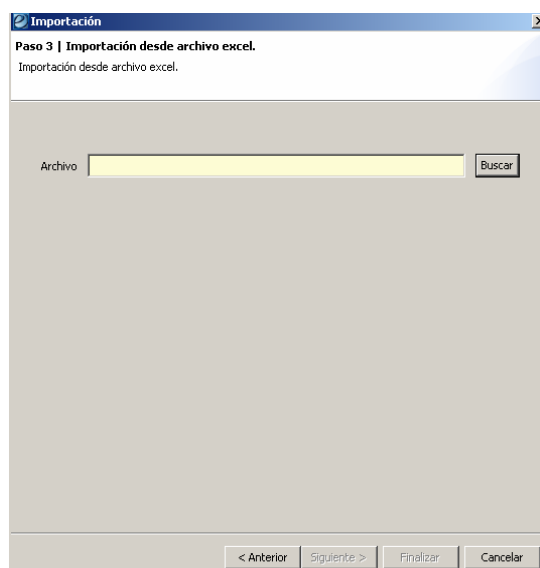 Importación
Paso 3 | Importación desde archivo excel.
Importación desde archivo excel.
Archivo
Buscar
< Anterior
Siguiente >
Finalizar
Cancelar